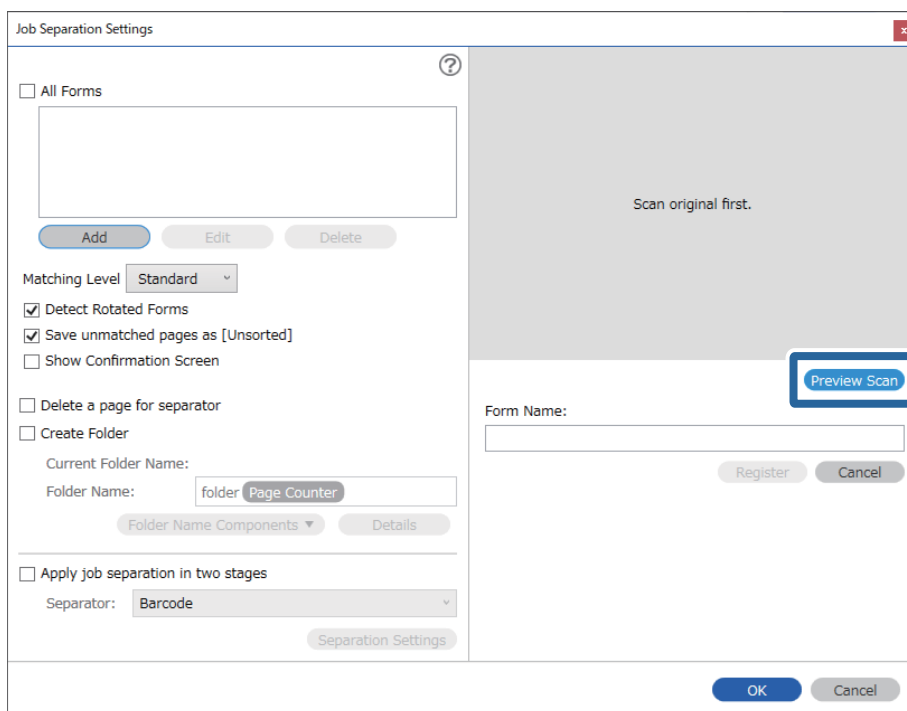 Job Separation Settings
x
?
All Forms
Add Edit Delete
Matching Level Standard
Detect Rotated Forms
Save unmatched pages as [Unsorted]
Show Confirmation Screen
Delete a page for separator
Create Folder
Current Folder Name:
Folder Name: folder Page Counter
Folder Name Components ▼ Details
Apply job separation in two stages
Separator: Barcode
Separation Settings
Scan original first.
Preview Scan
Form Name:
Register Cancel
OK Cancel